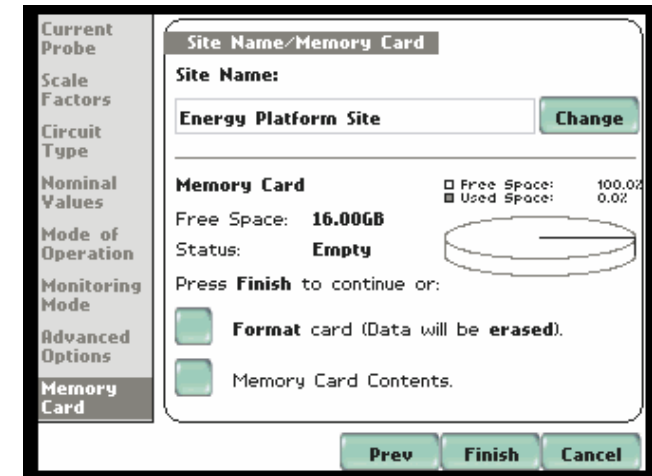 Current
Probe
Scale
Factors
Circuit
Type
Nominal
Values
Mode of
Operation
Monitoring
Mode
Advanced
Options
Memory
Card
Site Name/Memory Card
Site Name:
Energy Platform Site
Change
Memory Card
Free Space: 100.0%
Used Space: 0.0%
Free Space: 16.00GB
Status: Empty
Press Finish to continue or:
Format card (Data will be erased).
Memory Card Contents.
Prev Finish Cancel